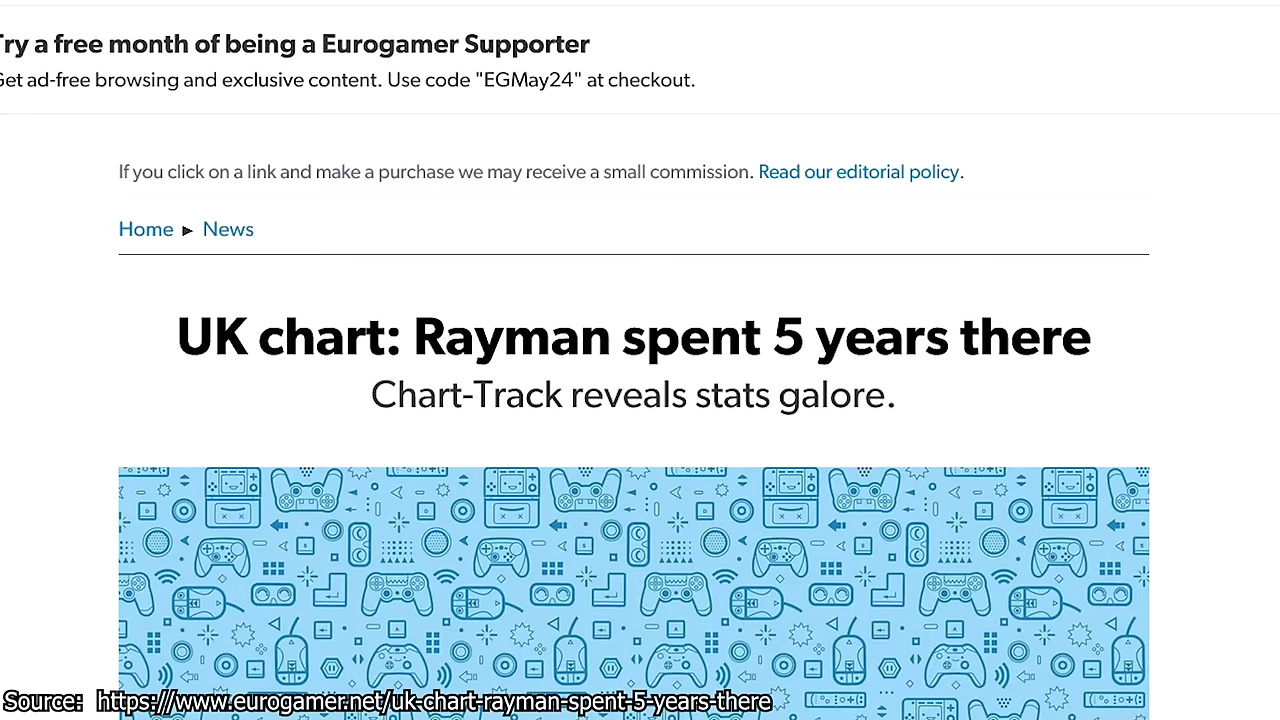 Try a free month of being a Eurogamer Supporter
Get ad-free browsing and exclusive content. Use code "EGMay24" at checkout.
If you click on a link and make a purchase we may receive a small commission. Read our editorial policy.
Home ▸ News
UK chart: Rayman spent 5 years there
Chart-Track reveals stats galore.
Source: https://www.eurogamer.net/uk-chart-rayman-spent-5-years-there